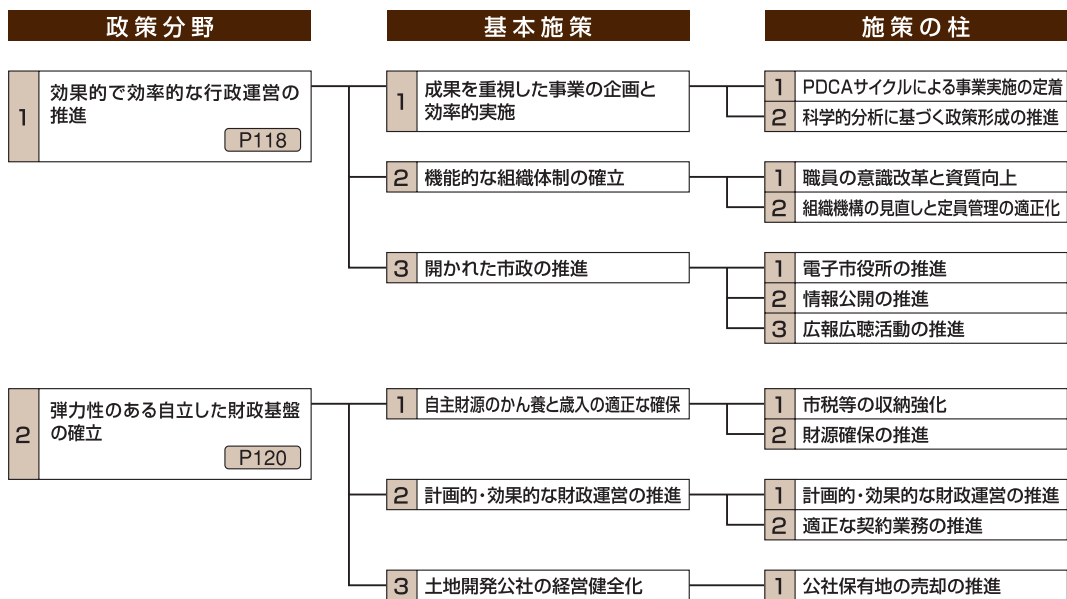 政策分野 基本施策 施策の柱
1 効果的で効率的な行政運営の
推進
P118
1 成果を重視した事業の企画と
効率的実施
1 PDCAサイクルによる事業実施の定着
2 科学的分析に基づく政策形成の推進
2 機能的な組織体制の確立
1 職員の意識改革と資質向上
2 組織機構の見直しと定員管理の適正化
3 開かれた市政の推進
1 電子市役所の推進
2 情報公開の推進
3 広報広聴活動の推進
2 弾力性のある自立した財政基盤
の確立
P120
1 自主財源のかん養と歳入の適正な確保
1 市税等の収納強化
2 財源確保の推進
2 計画的・効果的な財政運営の推進
1 計画的・効果的な財政運営の推進
2 適正な契約業務の推進
3 土地開発公社の経営健全化
1 公社保有地の売却の推進